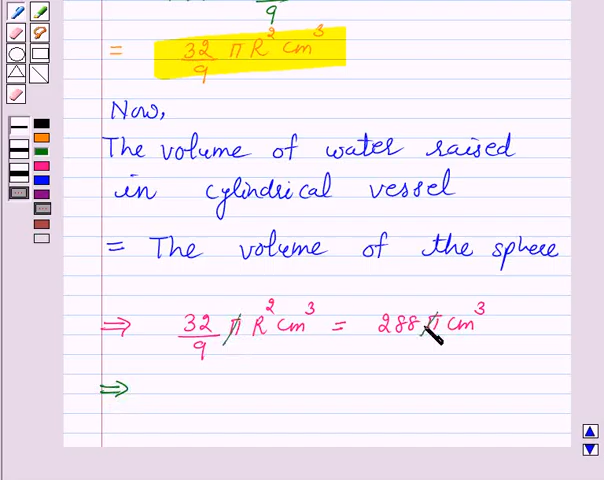 9
= 32/9 π R² cm³
Now,
The volume of water raised
in cylindrical vessel
= The volume of the sphere
⇒ 32/9 π R² cm³ = 288 π cm³
⇒